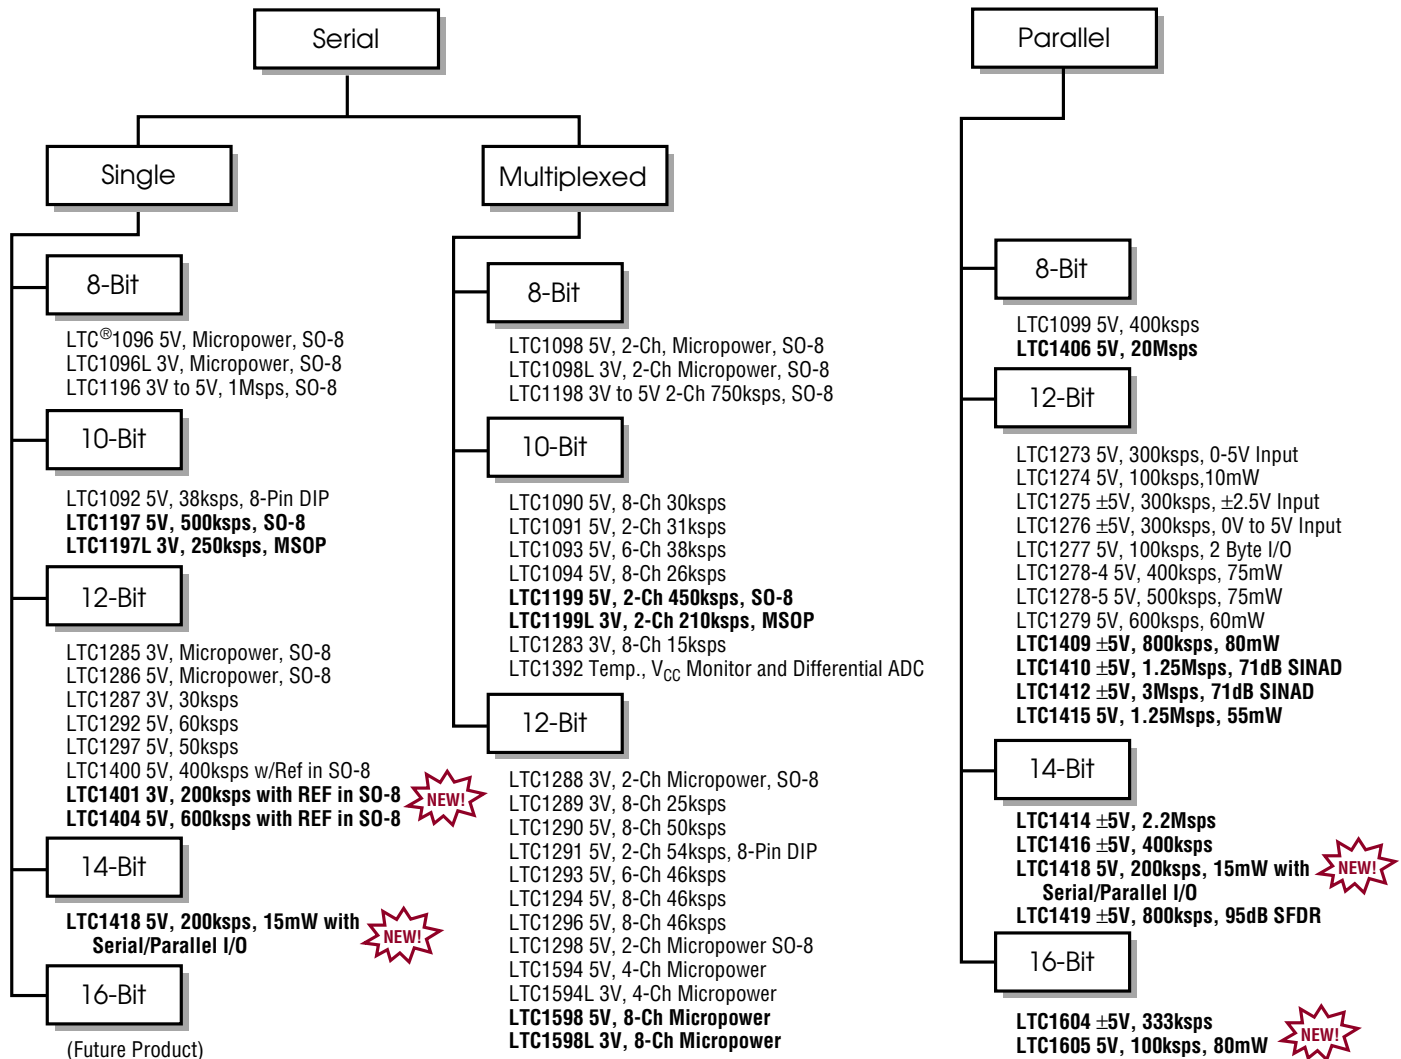 Serial
Single
8-Bit
LTC®1096 5V, Micropower, SO-8
LTC1096L 3V, Micropower, SO-8
LTC1196 3V to 5V, 1Msps, SO-8
10-Bit
LTC1092 5V, 38ksps, 8-Pin DIP
LTC1197 5V, 500ksps, SO-8
LTC1197L 3V, 250ksps, MSOP
12-Bit
LTC1285 3V, Micropower, SO-8
LTC1286 5V, Micropower, SO-8
LTC1287 3V, 30ksps
LTC1292 5V, 60ksps
LTC1297 5V, 50ksps
LTC1400 5V, 400ksps w/Ref in SO-8
LTC1401 3V, 200ksps with REF in SO-8
LTC1404 5V, 600ksps with REF in SO-8
NEW!
14-Bit
LTC1418 5V, 200ksps, 15mW with
Serial/Parallel I/O
NEW!
16-Bit
(Future Product)
Multiplexed
8-Bit
LTC1098 5V, 2-Ch, Micropower, SO-8
LTC1098L 3V, 2-Ch Micropower, SO-8
LTC1198 3V to 5V 2-Ch 750ksps, SO-8
10-Bit
LTC1090 5V, 8-Ch 30ksps
LTC1091 5V, 2-Ch 31ksps
LTC1093 5V, 6-Ch 38ksps
LTC1094 5V, 8-Ch 26ksps
LTC1199 5V, 2-Ch 450ksps, SO-8
LTC1199L 3V, 2-Ch 210ksps, MSOP
LTC1283 3V, 8-Ch 15ksps
LTC1392 Temp., VCC Monitor and Differential ADC
12-Bit
LTC1288 3V, 2-Ch Micropower, SO-8
LTC1289 3V, 8-Ch 25ksps
LTC1290 5V, 8-Ch 50ksps
LTC1291 5V, 2-Ch 54ksps, 8-Pin DIP
LTC1293 5V, 6-Ch 46ksps
LTC1294 5V, 8-Ch 46ksps
LTC1296 5V, 8-Ch 46ksps
LTC1298 5V, 2-Ch Micropower SO-8
LTC1594 5V, 4-Ch Micropower
LTC1594L 3V, 4-Ch Micropower
LTC1598 5V, 8-Ch Micropower
LTC1598L 3V, 8-Ch Micropower
Parallel
8-Bit
LTC1099 5V, 400ksps
LTC1406 5V, 20Msps
12-Bit
LTC1273 5V, 300ksps, 0-5V Input
LTC1274 5V, 100ksps,10mW
LTC1275 ±5V, 300ksps, ±2.5V Input
LTC1276 ±5V, 300ksps, 0V to 5V Input
LTC1277 5V, 100ksps, 2 Byte I/O
LTC1278-4 5V, 400ksps, 75mW
LTC1278-5 5V, 500ksps, 75mW
LTC1279 5V, 600ksps, 60mW
LTC1409 ±5V, 800ksps, 80mW
LTC1410 ±5V, 1.25Msps, 71dB SINAD
LTC1412 ±5V, 3Msps, 71dB SINAD
LTC1415 5V, 1.25Msps, 55mW
14-Bit
LTC1414 ±5V, 2.2Msps
LTC1416 ±5V, 400ksps
LTC1418 5V, 200ksps, 15mW with
Serial/Parallel I/O
NEW!
LTC1419 ±5V, 800ksps, 95dB SFDR
16-Bit
LTC1604 ±5V, 333ksps
LTC1605 5V, 100ksps, 80mW
NEW!